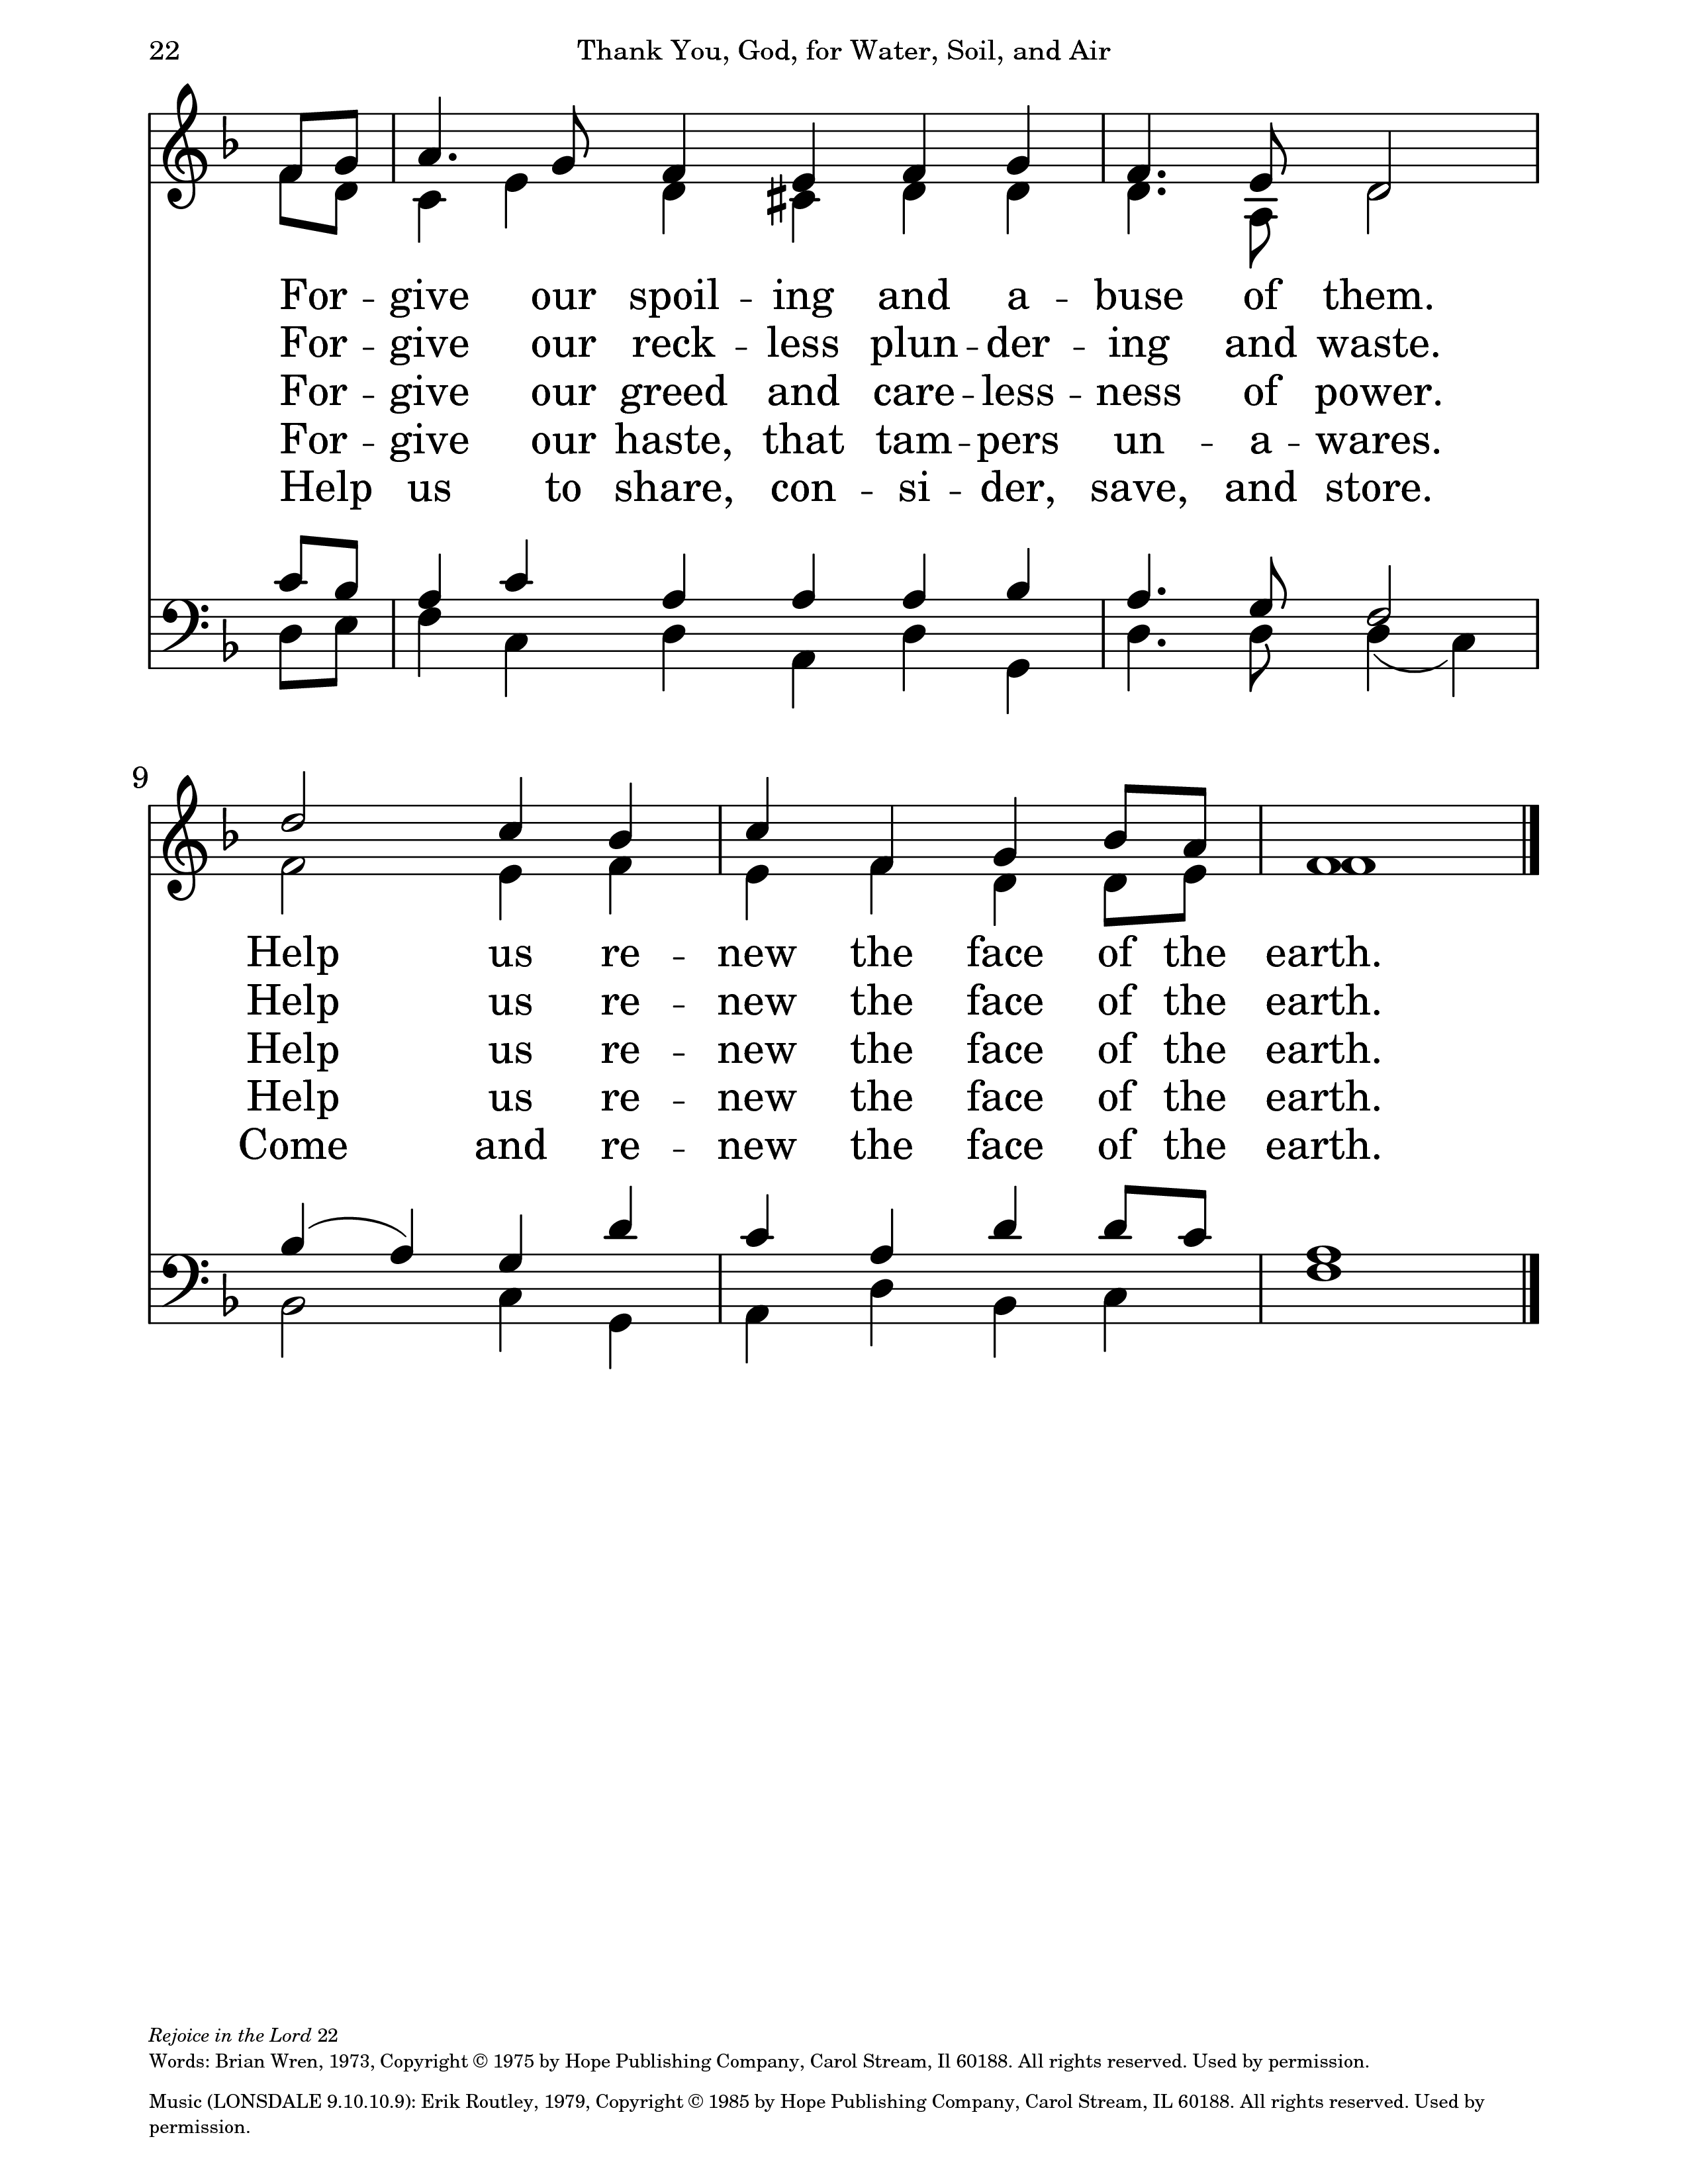 22 Thank You, God, for Water, Soil, and Air
For - give our spoil - ing and a - buse of them.
For - give our reck - less plun - der - ing and waste.
For - give our greed and care - less - ness of power.
For - give our haste, that tam - pers un - a - wares.
Help us to share, con - si - der, save, and store.
9
Help us re - new the face of the earth.
Help us re - new the face of the earth.
Help us re - new the face of the earth.
Help us re - new the face of the earth.
Come and re - new the face of the earth.
Rejoice in the Lord 22
Words: Brian Wren, 1973, Copyright © 1975 by Hope Publishing Company, Carol Stream, Il 60188. All rights reserved. Used by permission.
Music (LONSDALE 9.10.10.9): Erik Routley, 1979, Copyright © 1985 by Hope Publishing Company, Carol Stream, IL 60188. All rights reserved. Used by
permission.